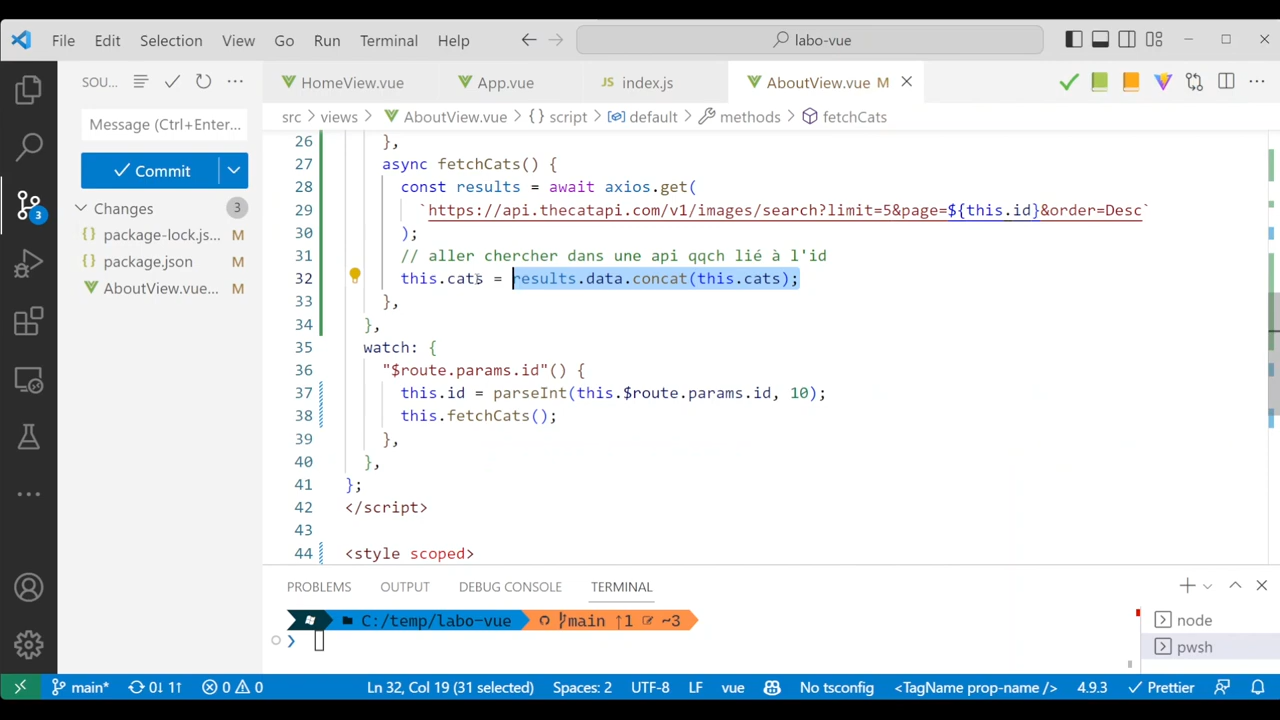 File Edit Selection View Go Run Terminal Help labo-vue
SOU... HomeView.vue App.vue JS index.js AboutView.vue M
Message (Ctrl+Enter... src > views > AboutView.vue > {} script > default > methods > fetchCats
Commit
Changes 3
package-lock.js... M
package.json M
AboutView.vue... M
3
26 },
27 async fetchCats() {
28 const results = await axios.get(
29 `https://api.thecatapi.com/v1/images/search?limit=5&page=${this.id}&order=Desc`
30 );
31 // aller chercher dans une api qqch lié à l'id
32 this.cats = results.data.concat(this.cats);
33 },
34 },
35 watch: {
36 "$route.params.id"() {
37 this.id = parseInt(this.$route.params.id, 10);
38 this.fetchCats();
39 },
40 },
41 };
42 </script>
43
44 <style scoped>
PROBLEMS OUTPUT DEBUG CONSOLE TERMINAL
C:/temp/labo-vue main ↑1 ~3
❯
node
pwsh
main* 0↓ 1↑ 0 0 Ln 32, Col 19 (31 selected) Spaces: 2 UTF-8 LF vue No tsconfig <TagName prop-name /> 4.9.3 Prettier